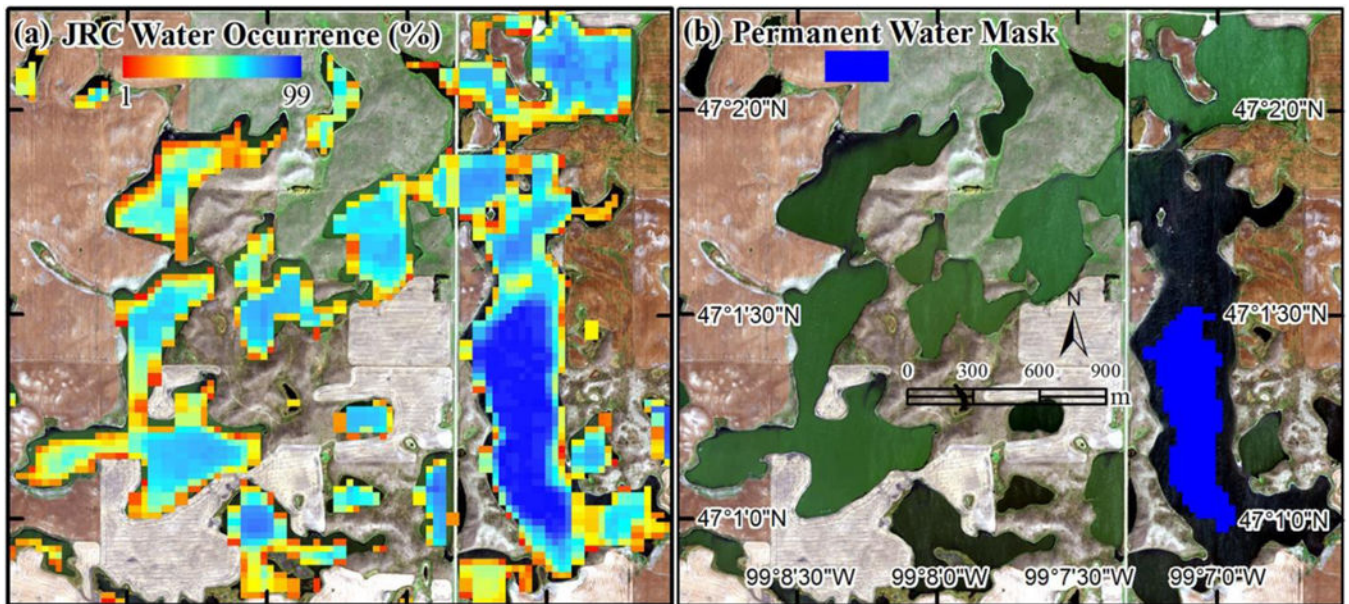 (a) JRC Water Occurrence (%)
1 99
(b) Permanent Water Mask
47°2'0"N 47°2'0"N
47°1'30"N 47°1'30"N
N
0 300 600 900
m
47°1'0"N 47°1'0"N
99°8'30"W 99°8'0"W 99°7'30"W 99°7'0"W